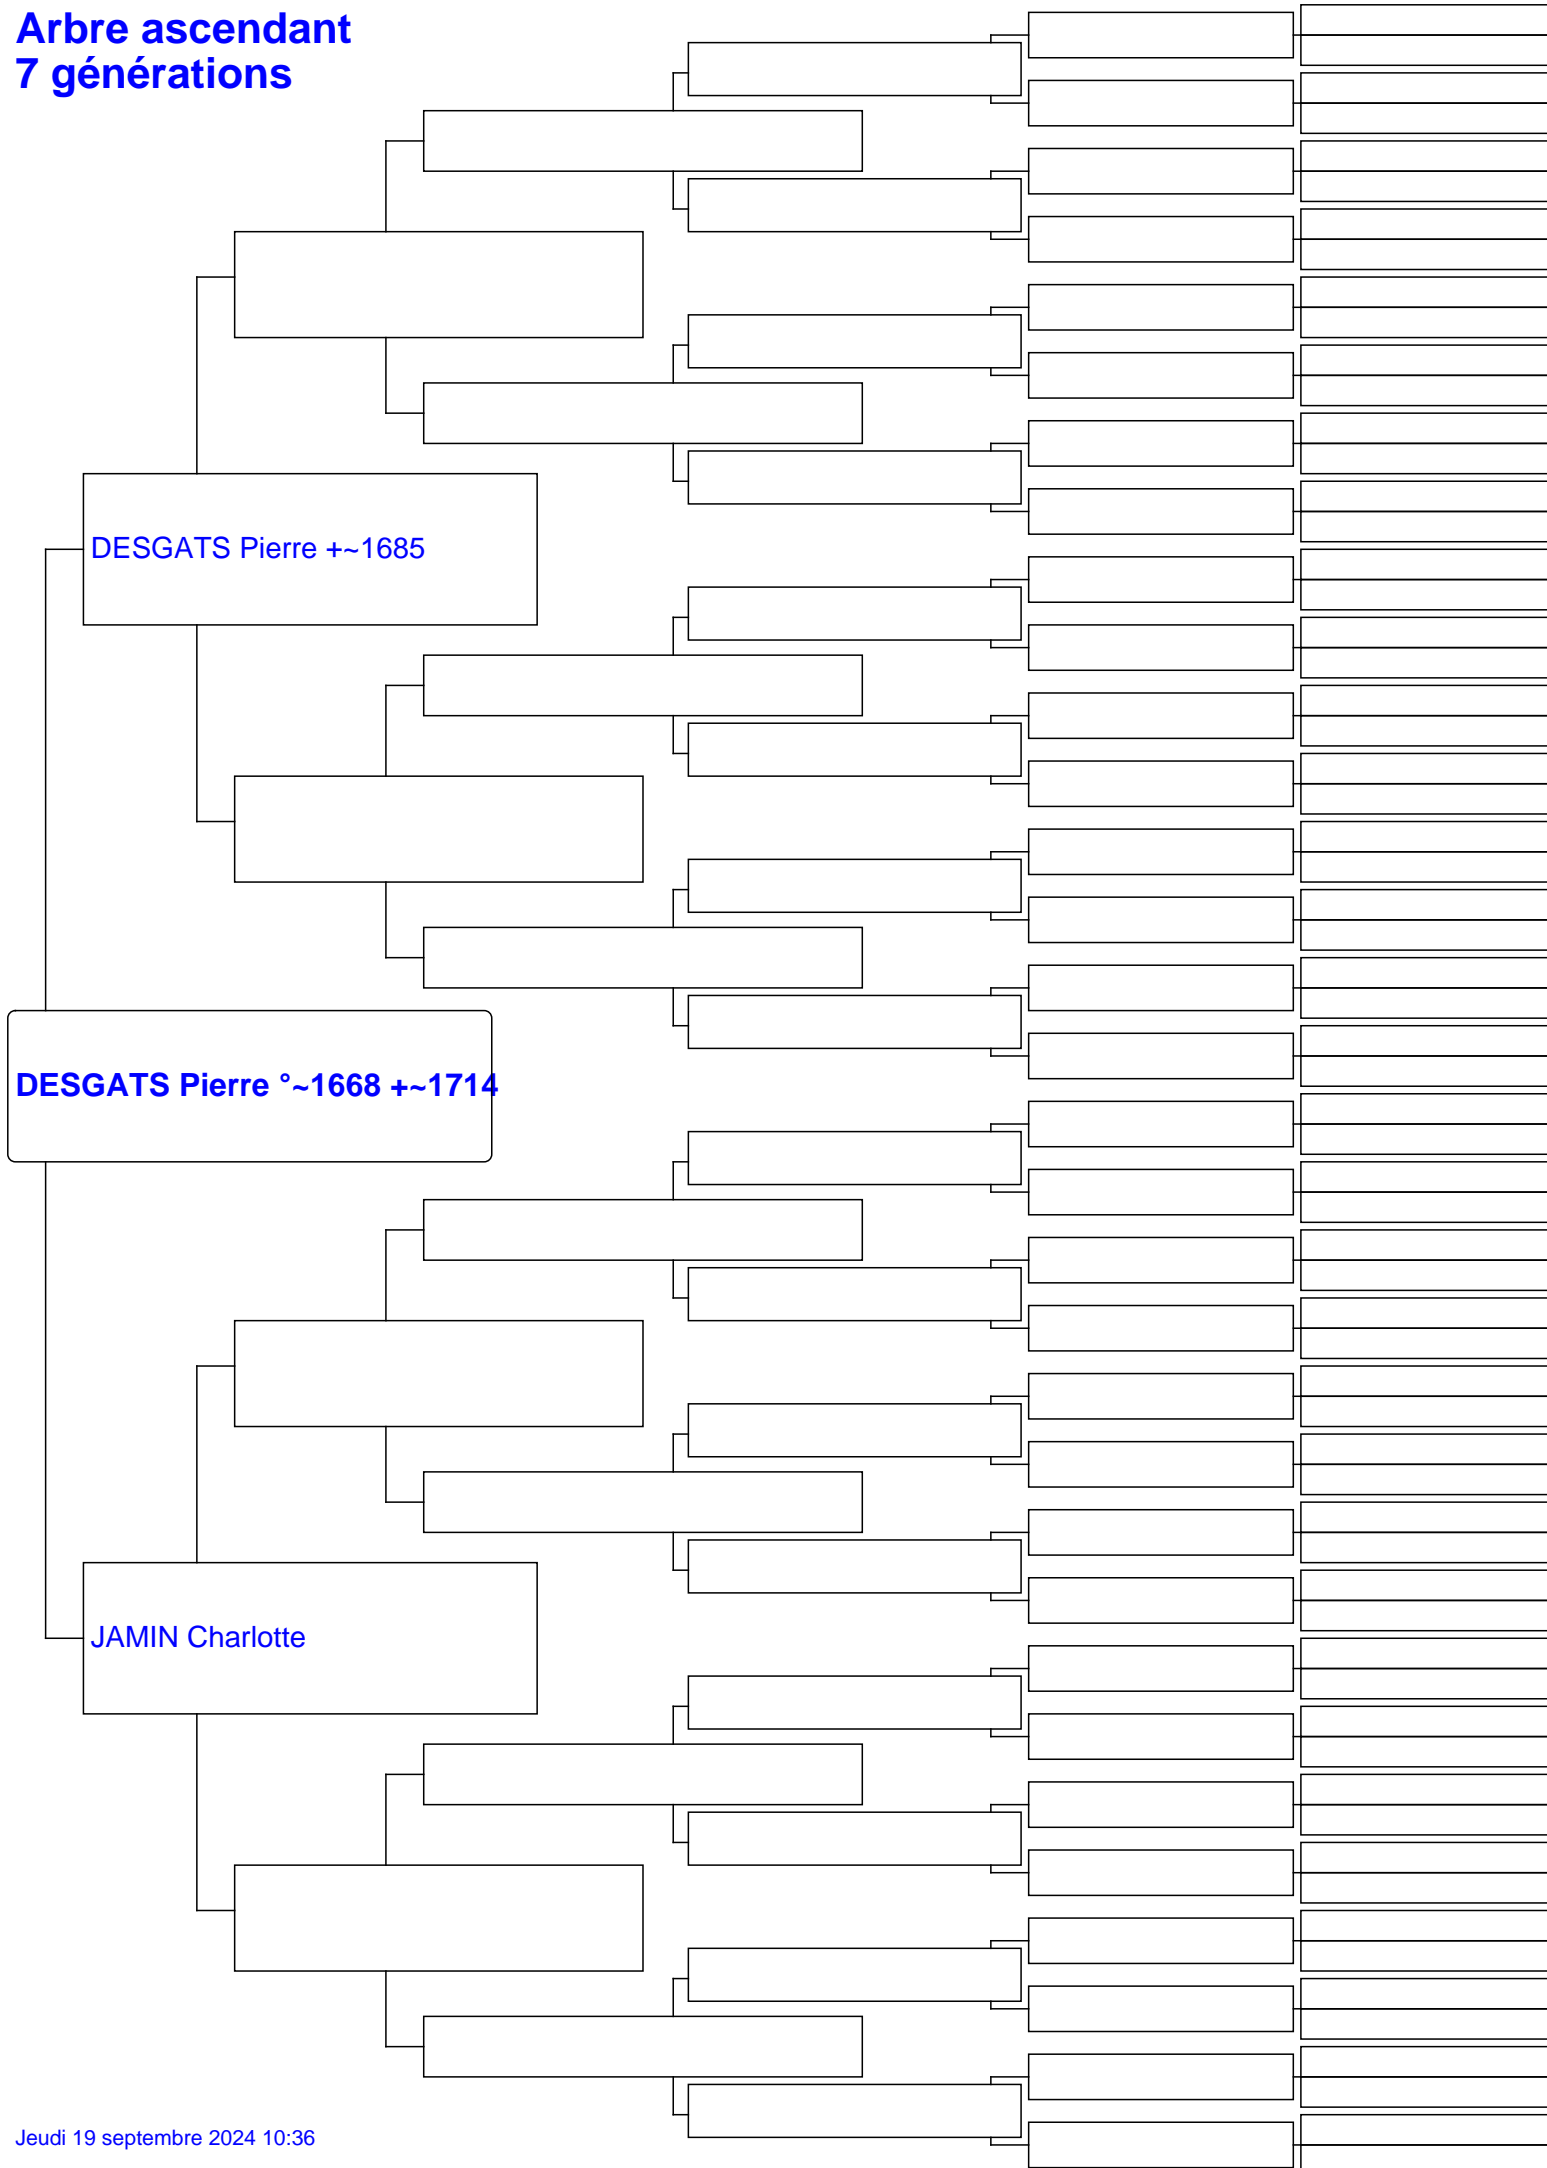 Arbre ascendant
7 générations
DESGATS Pierre +~1685
DESGATS Pierre °~1668 +~1714
JAMIN Charlotte
Jeudi 19 septembre 2024 10:36